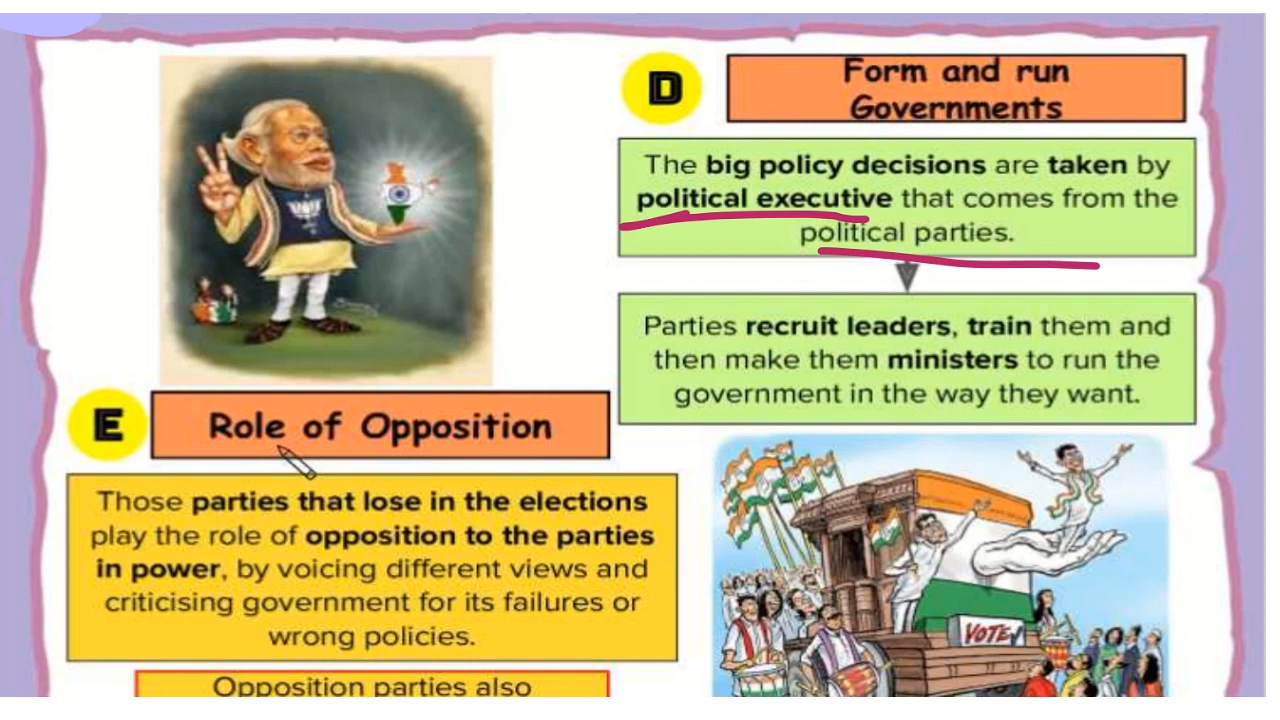 D
Form and run
Governments
The big policy decisions are taken by
political executive that comes from the
political parties.
Parties recruit leaders, train them and
then make them ministers to run the
government in the way they want.
E
Role of Opposition
Those parties that lose in the elections
play the role of opposition to the parties
in power, by voicing different views and
criticising government for its failures or
wrong policies.
Opposition parties also
VOTE